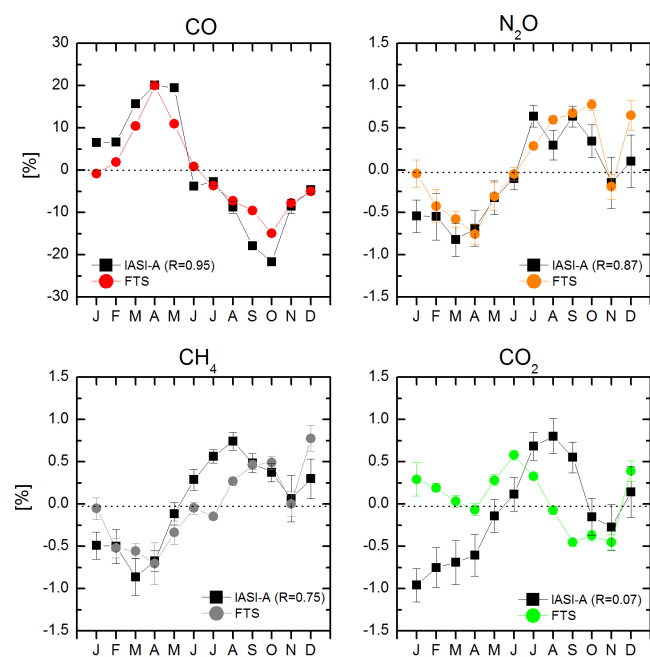 CO
N₂O
30
20
10
0
-10
-20
-30
[%]
IASI-A (R=0.95)
FTS
J F M A M J J A S O N D
1.5
1.0
0.5
0.0
-0.5
-1.0
-1.5
IASI-A (R=0.87)
FTS
J F M A M J J A S O N D
CH₄
CO₂
1.5
1.0
0.5
0.0
-0.5
-1.0
-1.5
[%]
IASI-A (R=0.75)
FTS
J F M A M J J A S O N D
1.5
1.0
0.5
0.0
-0.5
-1.0
-1.5
IASI-A (R=0.07)
FTS
J F M A M J J A S O N D